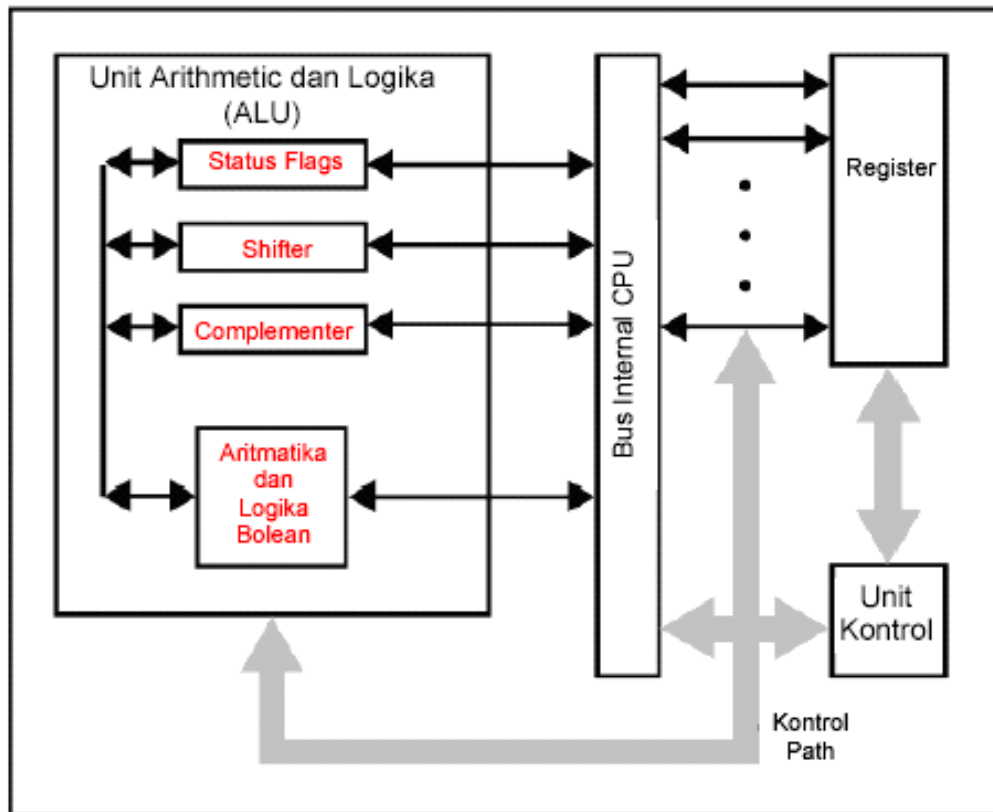 Unit Arithmetic dan Logika
(ALU)
Status Flags
Shifter
Complementer
Aritmatika
dan
Logika
Bolean
Bus Internal CPU
Register
Unit
Kontrol
Kontrol
Path